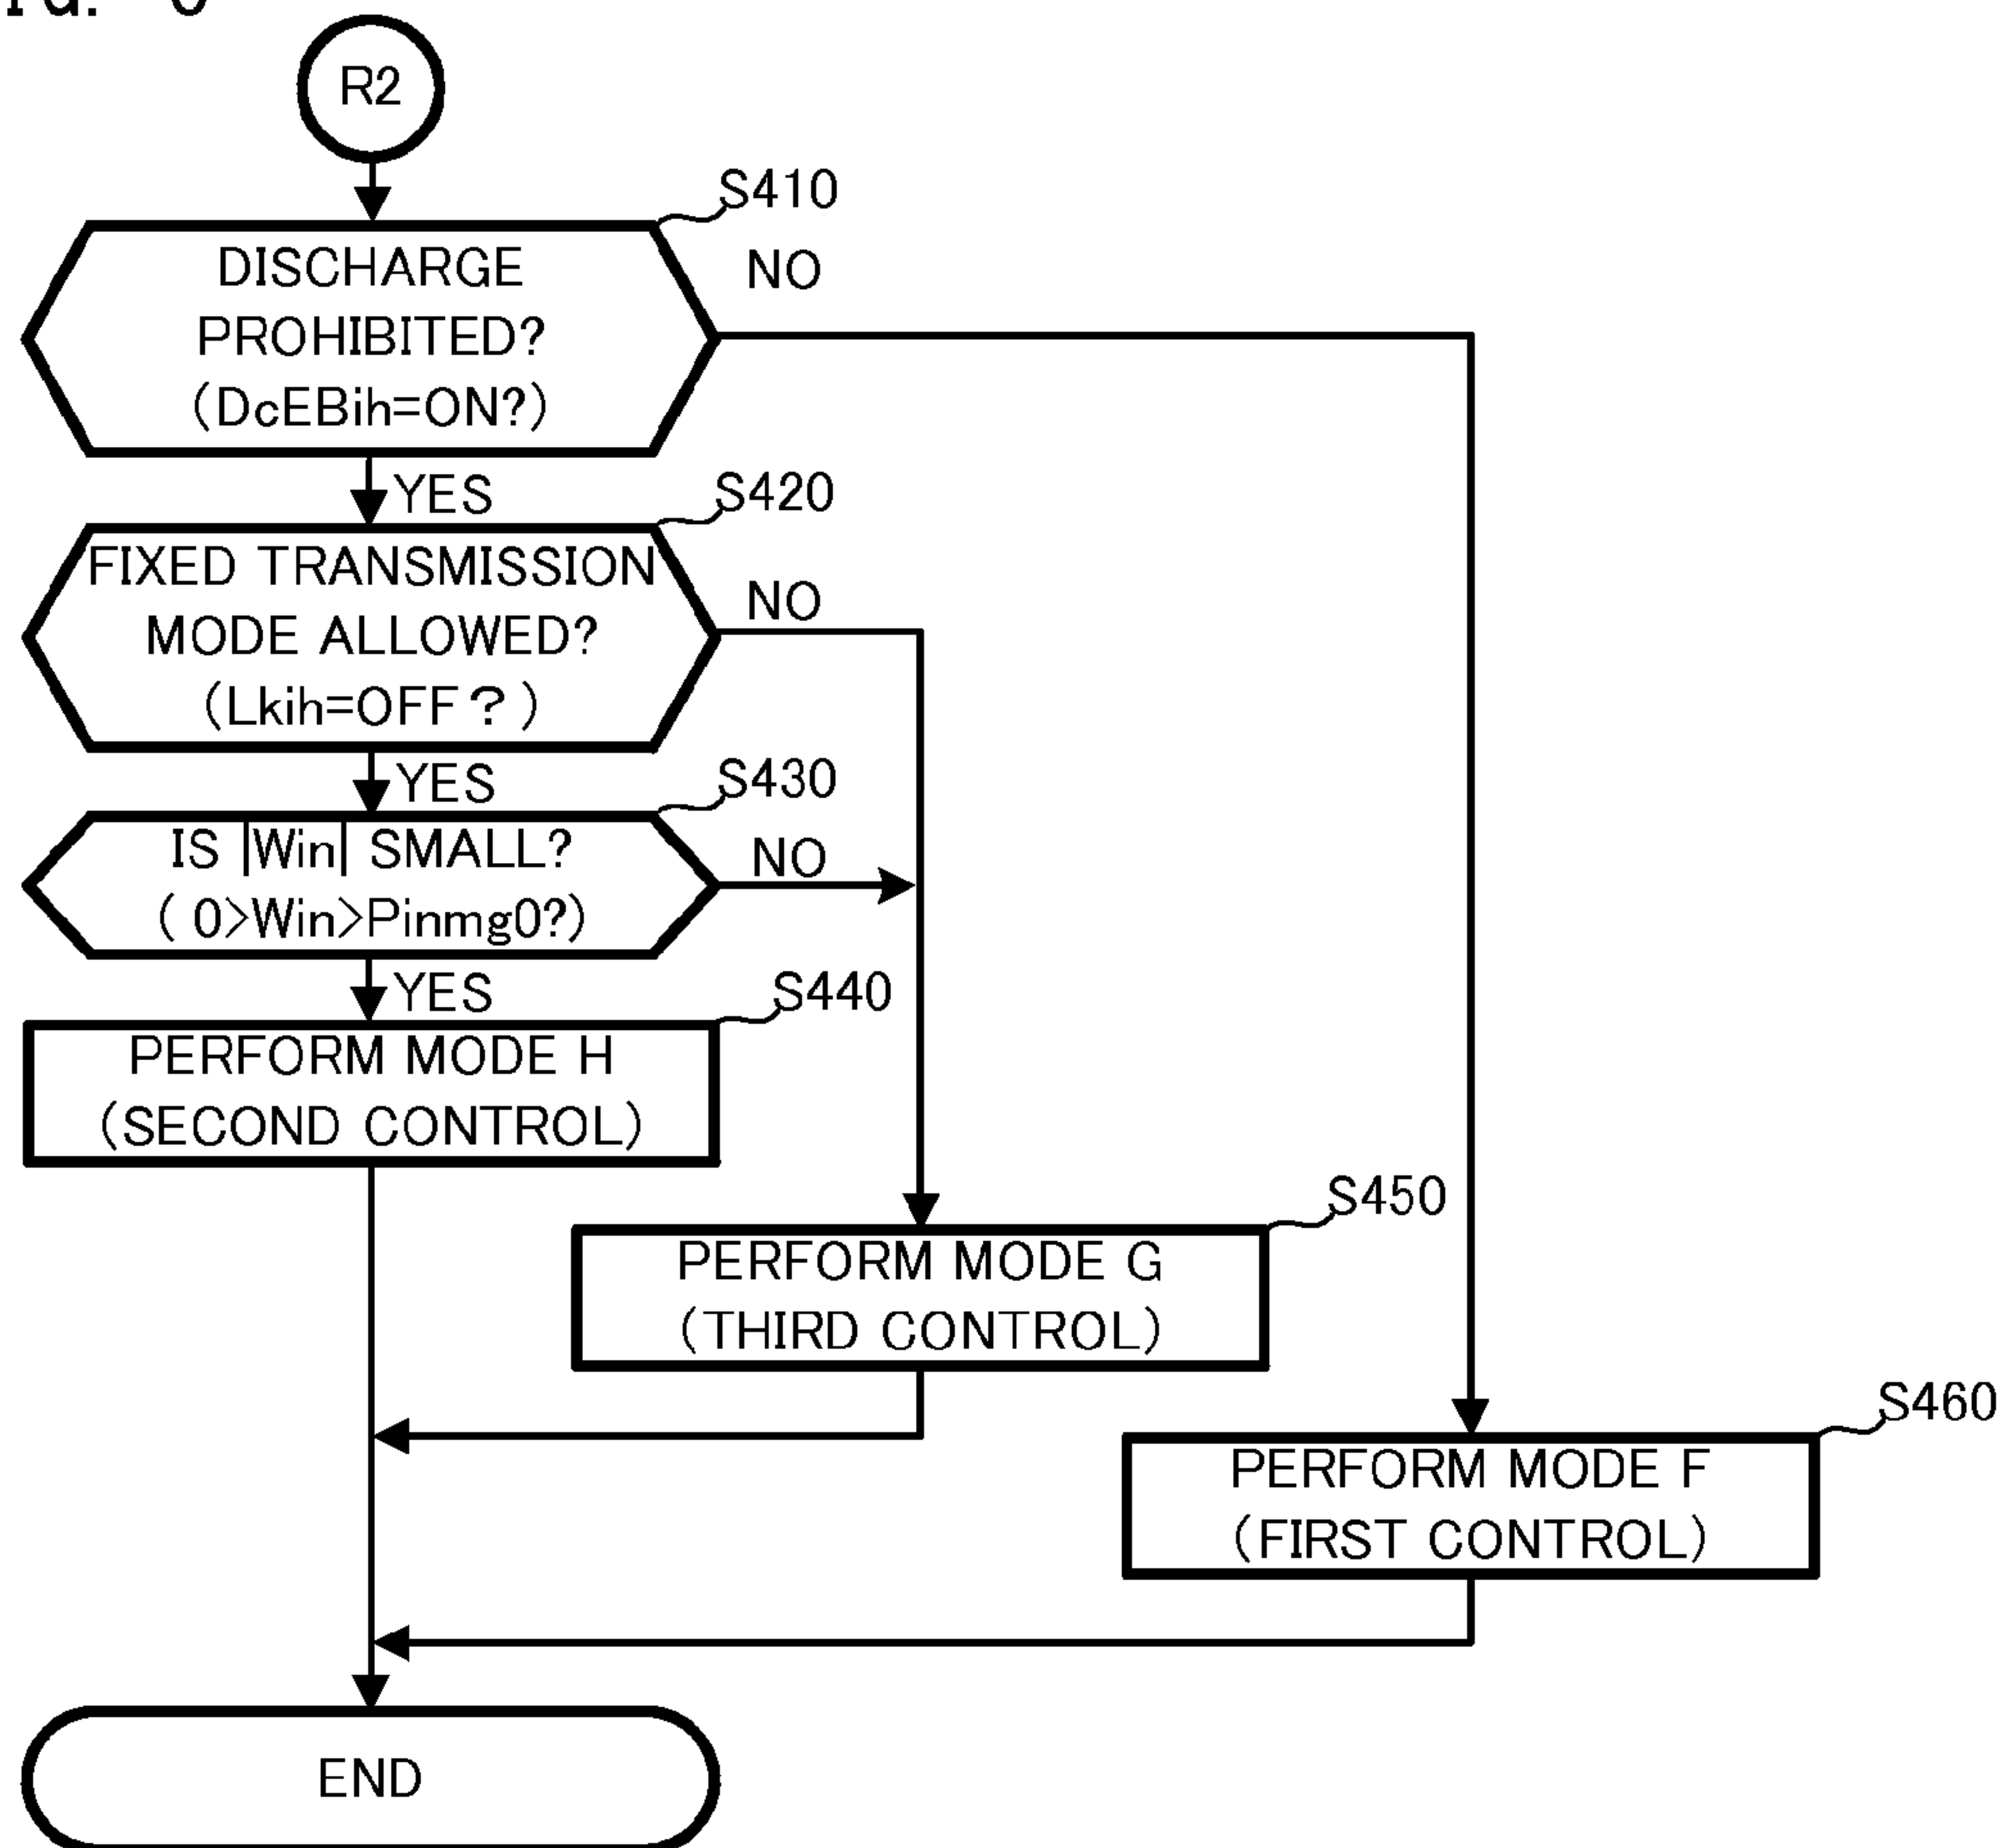 R2
S410
DISCHARGE
PROHIBITED?
(DcEBih=ON?)
NO
YES
S420
FIXED TRANSMISSION
MODE ALLOWED?
(Lkih=OFF?)
NO
YES
S430
IS |Win| SMALL?
( 0>Win>Pinmg0?)
NO
YES
S440
PERFORM MODE H
(SECOND CONTROL)
S450
PERFORM MODE G
(THIRD CONTROL)
S460
PERFORM MODE F
(FIRST CONTROL)
END